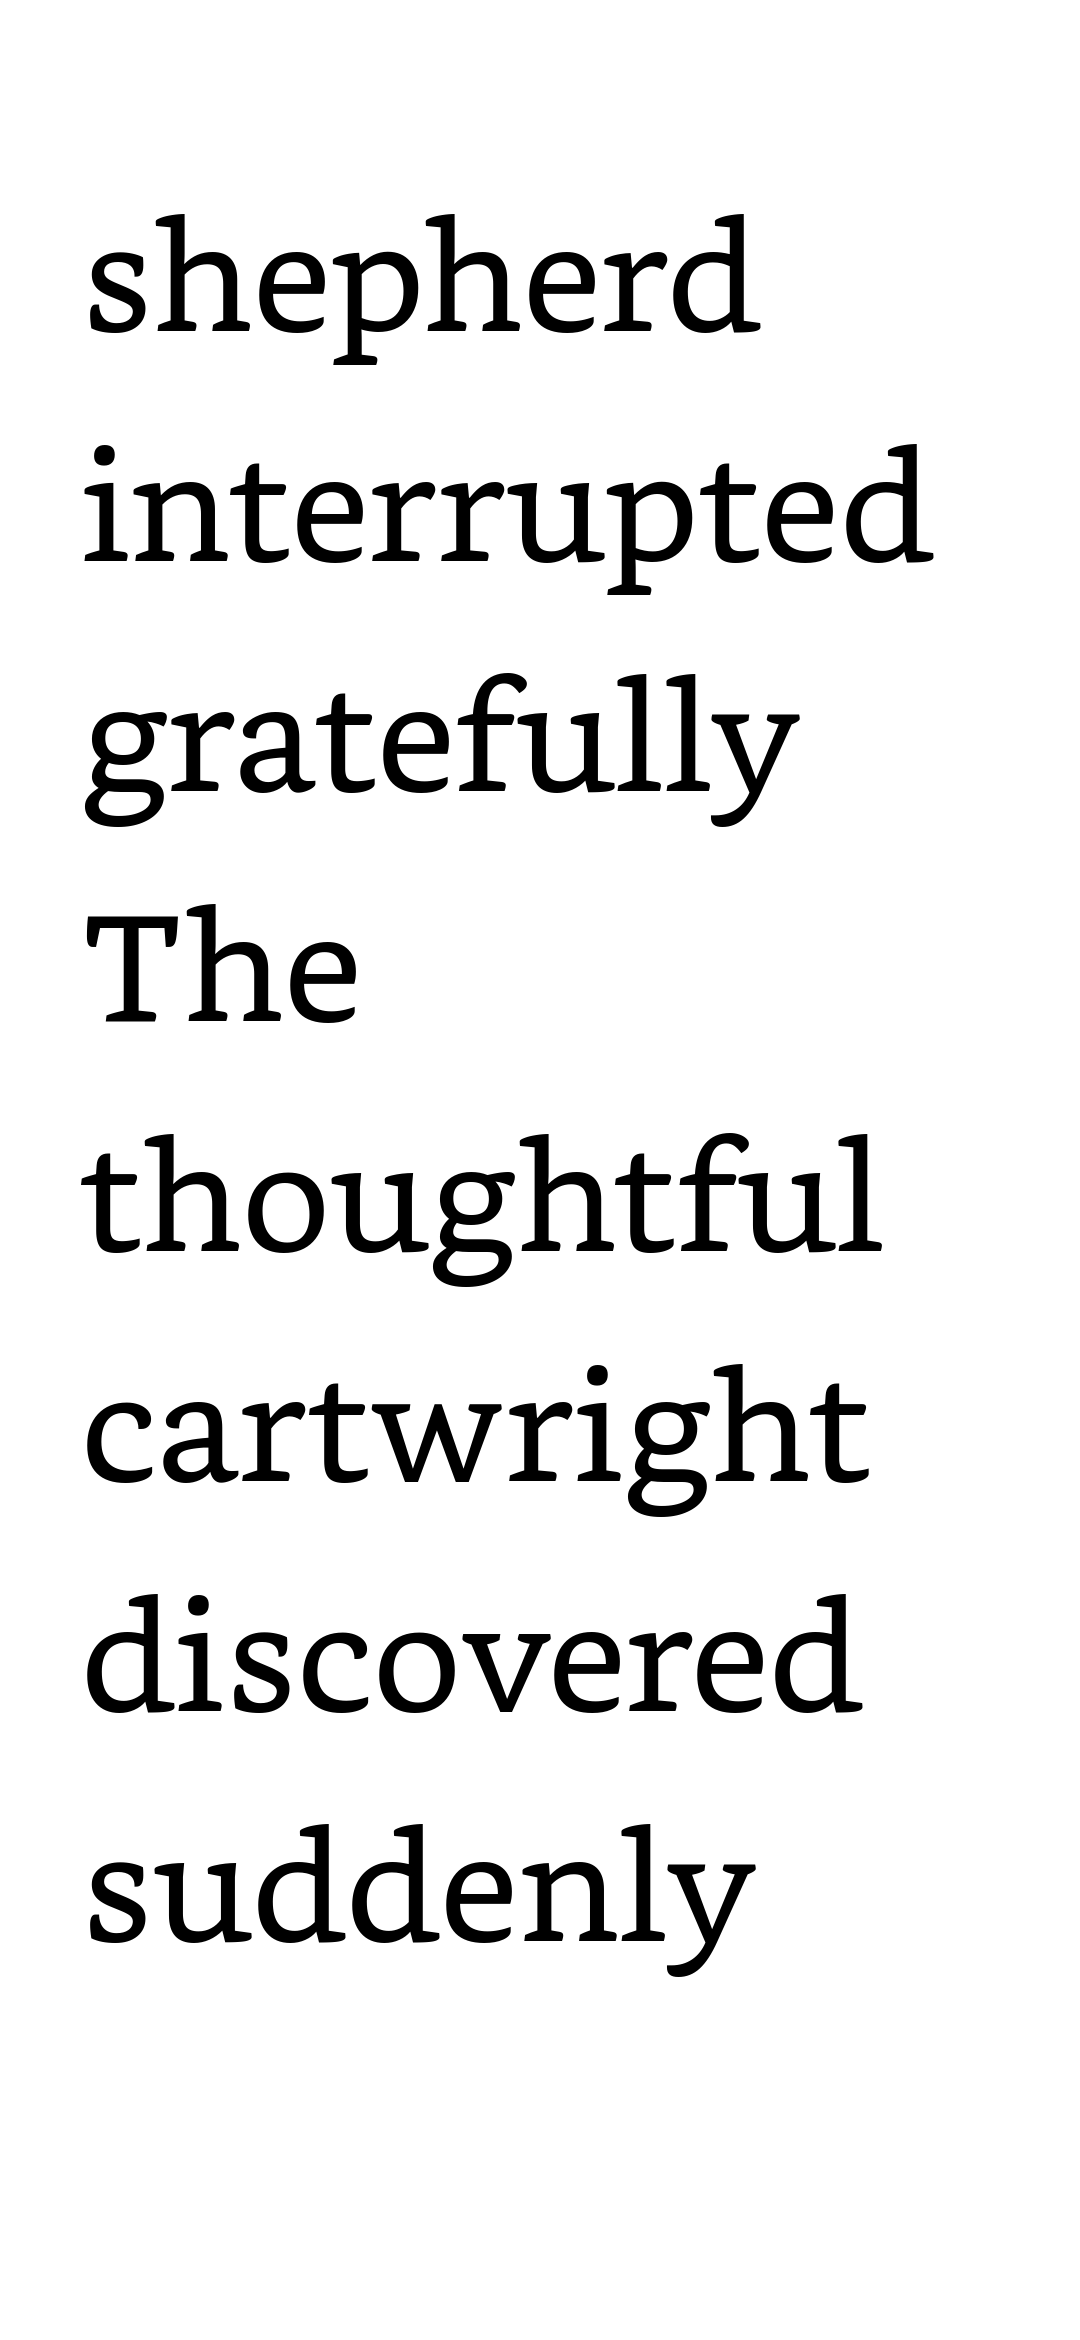 shepherd
interrupted
gratefully
The
thoughtful
cartwright
discovered
suddenly